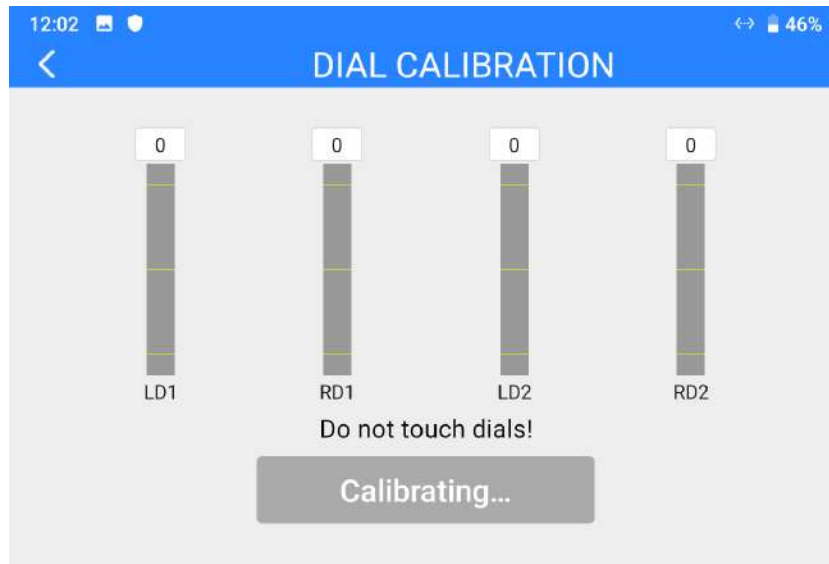 12:02 46%
DIAL CALIBRATION
0 0 0 0
LD1 RD1 LD2 RD2
Do not touch dials!
Calibrating...